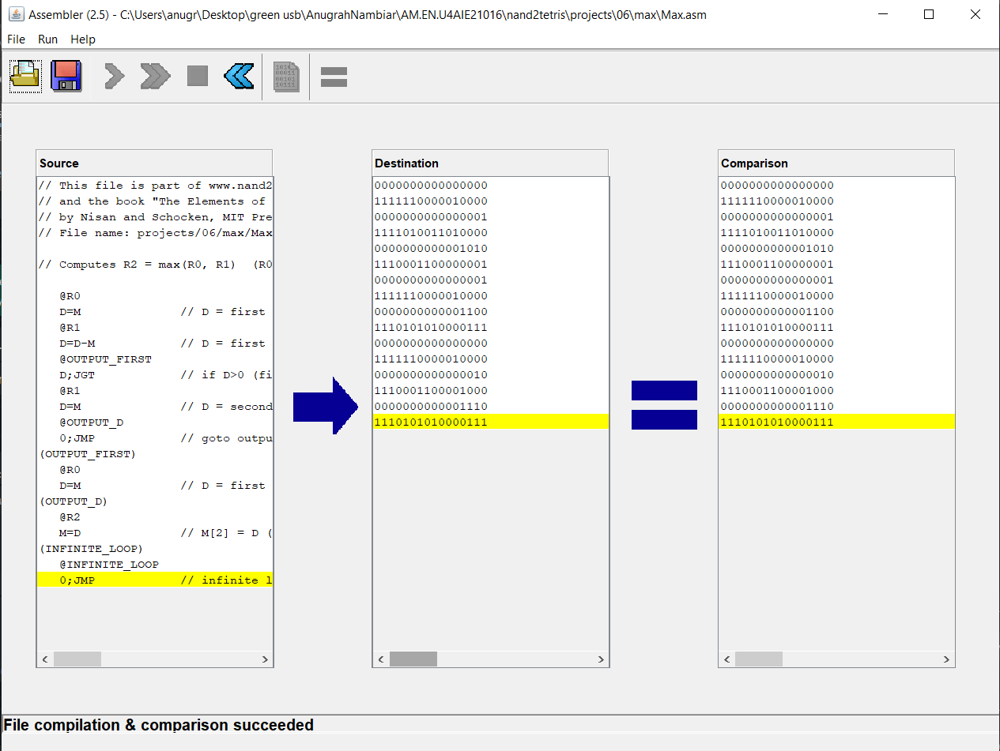 Assembler (2.5) - C:\Users\anugr\Desktop\green usb\AnugrahNambiar\AM.EN.U4AIE21016\nand2tetris\projects\06\max\Max.asm
File Run Help
Source
// This file is part of www.nand2
// and the book "The Elements of
// by Nisan and Schocken, MIT Pre
// File name: projects/06/max/Max
// Computes R2 = max(R0, R1)  (R0
@R0
D=M // D = first
@R1
D=D-M // D = first
@OUTPUT_FIRST
D;JGT // if D>0 (fi
@R1
D=M // D = second
@OUTPUT_D
0;JMP // goto outpu
(OUTPUT_FIRST)
@R0
D=M // D = first
(OUTPUT_D)
@R2
M=D // M[2] = D (
(INFINITE_LOOP)
@INFINITE_LOOP
0;JMP // infinite l
Destination
0000000000000000
1111110000010000
0000000000000001
1111010011010000
0000000000001010
1110001100000001
0000000000000001
1111110000010000
0000000000001100
1110101010000111
0000000000000000
1111110000010000
0000000000000010
1110001100001000
0000000000001110
1110101010000111
Comparison
0000000000000000
1111110000010000
0000000000000001
1111010011010000
0000000000001010
1110001100000001
0000000000000001
1111110000010000
0000000000001100
1110101010000111
0000000000000000
1111110000010000
0000000000000010
1110001100001000
0000000000001110
1110101010000111
File compilation & comparison succeeded